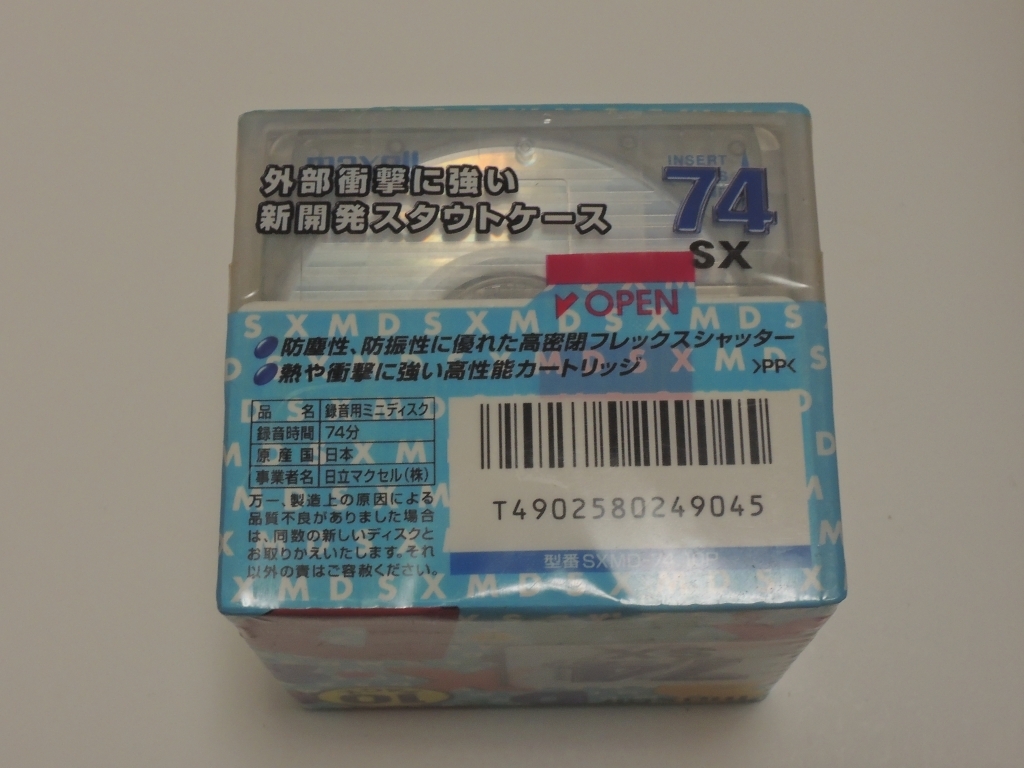 maxell
INSERT
外部衝撃に強い
新開発スタウトケース
74
SX
OPEN
SXMDSXMDSXMDS
●防塵性、防振性に優れた高密閉フレックスシャッター
●熱や衝撃に強い高性能カートリッジ
>PP<
品名 録音用ミニディスク
録音時間 74分
原産国 日本
事業者名 日立マクセル(株)
万一、製造上の原因による
品質不良がありました場合
は、同数の新しいディスクと
お取りかえいたします。それ
以外の責はご容赦ください。
T4902580249045
型番SXMD
XMDSXMDSXMDSX
10